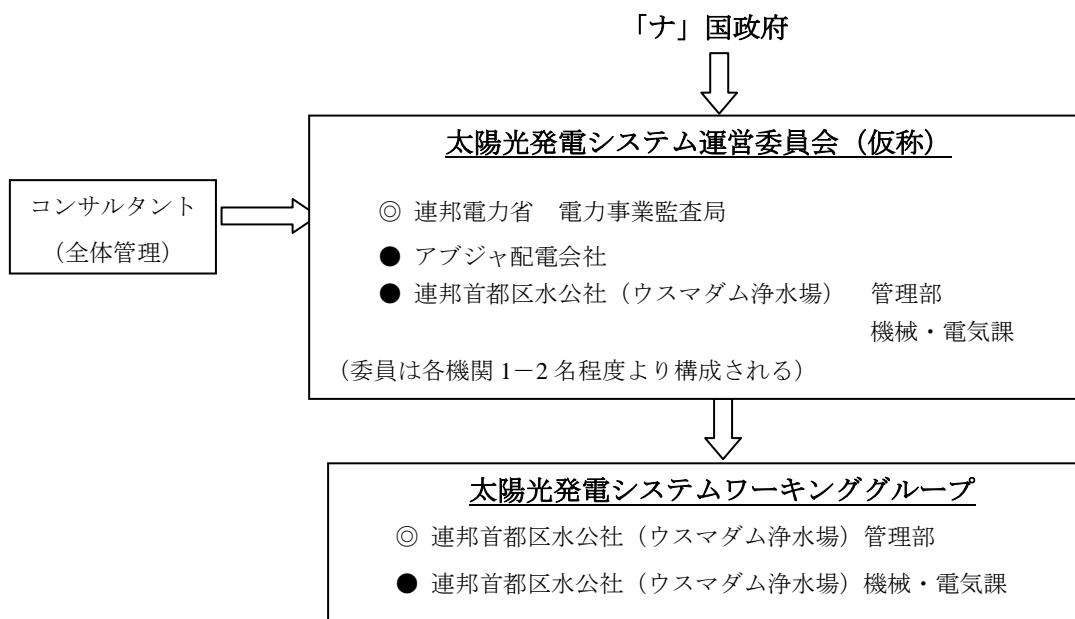 「ナ」国政府
太陽光発電システム運営委員会（仮称）
コンサルタント
（全体管理）
◎ 連邦電力省　電力事業監査局
● アブジャ配電会社
● 連邦首都区水公社（ウスマダム浄水場）　管理部
機械・電気課
（委員は各機関 1－2 名程度より構成される）
太陽光発電システムワーキンググループ
◎ 連邦首都区水公社（ウスマダム浄水場）管理部
● 連邦首都区水公社（ウスマダム浄水場）機械・電気課